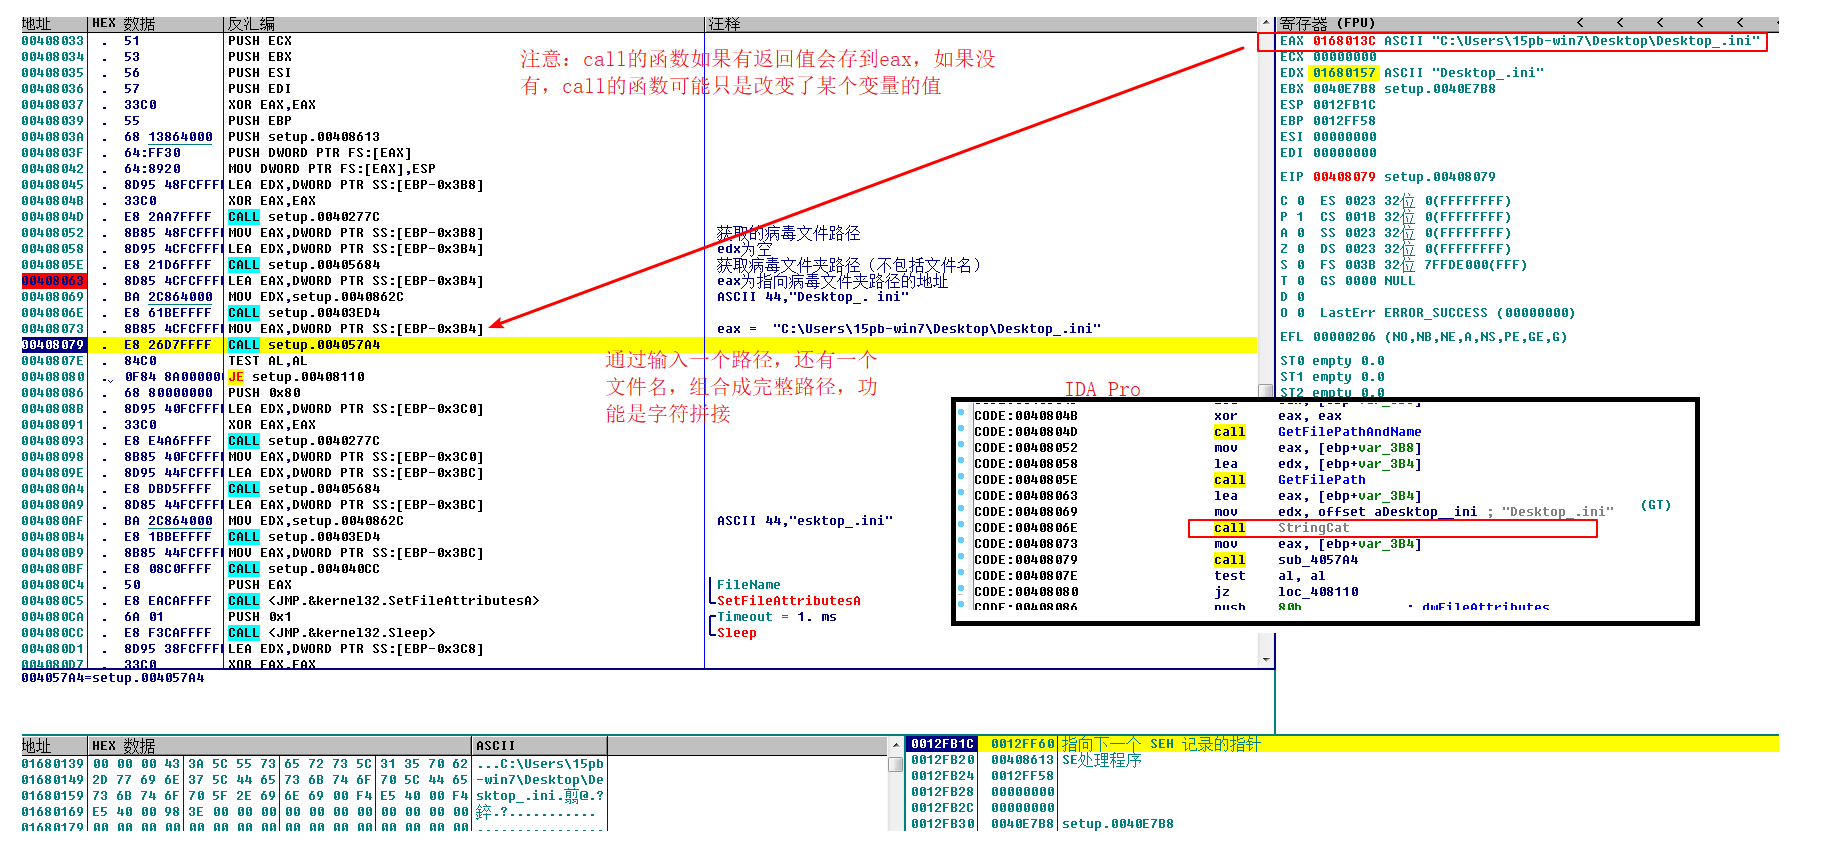 地址 HEX 数据 反汇编 注释
00408033 . 51 PUSH ECX
00408034 . 53 PUSH EBX
00408035 . 56 PUSH ESI
00408036 . 57 PUSH EDI
00408037 . 33C0 XOR EAX,EAX
00408039 . 55 PUSH EBP
0040803A . 68 13864000 PUSH setup.00408613
0040803F . 64:FF30 PUSH DWORD PTR FS:[EAX]
00408042 . 64:8920 MOV DWORD PTR FS:[EAX],ESP
00408045 . 8D95 48FCFFFF LEA EDX,DWORD PTR SS:[EBP-0x3B8]
0040804B . 33C0 XOR EAX,EAX
0040804D . E8 2AA7FFFF CALL setup.0040277C
00408052 . 8B85 48FCFFFF MOV EAX,DWORD PTR SS:[EBP-0x3B8] 获取的病毒文件路径
00408058 . 8D95 4CFCFFFF LEA EDX,DWORD PTR SS:[EBP-0x3B4] edx为空
0040805E . E8 21D6FFFF CALL setup.00405684 获取病毒文件夹路径（不包括文件名）
00408063 . 8D85 4CFCFFFF LEA EAX,DWORD PTR SS:[EBP-0x3B4] eax为指向病毒文件夹路径的地址
00408069 . BA 2C864000 MOV EDX,setup.0040862C ASCII 44,"Desktop_. ini"
0040806E . E8 61BEFFFF CALL setup.00403ED4
00408073 . 8B85 4CFCFFFF MOV EAX,DWORD PTR SS:[EBP-0x3B4] eax = "C:\Users\15pb-win7\Desktop\Desktop_.ini"
00408079 . E8 26D7FFFF CALL setup.004057A4
0040807E . 84C0 TEST AL,AL
00408080 .⌄ 0F84 8A000000 JE setup.00408110
00408086 . 68 80000000 PUSH 0x80
0040808B . 8D95 40FCFFFF LEA EDX,DWORD PTR SS:[EBP-0x3C0]
00408091 . 33C0 XOR EAX,EAX
00408093 . E8 E4A6FFFF CALL setup.0040277C
00408098 . 8B85 40FCFFFF MOV EAX,DWORD PTR SS:[EBP-0x3C0]
0040809E . 8D95 44FCFFFF LEA EDX,DWORD PTR SS:[EBP-0x3BC]
004080A4 . E8 DBD5FFFF CALL setup.00405684
004080A9 . 8D85 44FCFFFF LEA EAX,DWORD PTR SS:[EBP-0x3BC]
004080AF . BA 2C864000 MOV EDX,setup.0040862C ASCII 44,"esktop_.ini"
004080B4 . E8 1BBEFFFF CALL setup.00403ED4
004080B9 . 8B85 44FCFFFF MOV EAX,DWORD PTR SS:[EBP-0x3BC]
004080BF . E8 08C0FFFF CALL setup.004040CC
004080C4 . 50 PUSH EAX FileName
004080C5 . E8 EACAFFFF CALL <JMP.&kernel32.SetFileAttributesA> SetFileAttributesA
004080CA . 6A 01 PUSH 0x1 Timeout = 1. ms
004080CC . E8 F3CAFFFF CALL <JMP.&kernel32.Sleep> Sleep
004080D1 . 8D95 38FCFFFF LEA EDX,DWORD PTR SS:[EBP-0x3C8]
004080D7 . 33C0 XOR EAX,EAX
004057A4=setup.004057A4
注意：call的函数如果有返回值会存到eax，如果没
有，call的函数可能只是改变了某个变量的值
通过输入一个路径，还有一个
文件名，组合成完整路径，功
能是字符拼接
寄存器 (FPU) < < < < < <
EAX 0168013C ASCII "C:\Users\15pb-win7\Desktop\Desktop_.ini"
ECX 00000000
EDX 01680157 ASCII "Desktop_.ini"
EBX 0040E7B8 setup.0040E7B8
ESP 0012FB1C
EBP 0012FF58
ESI 00000000
EDI 00000000
EIP 00408079 setup.00408079
C 0 ES 0023 32位 0(FFFFFFFF)
P 1 CS 001B 32位 0(FFFFFFFF)
A 0 SS 0023 32位 0(FFFFFFFF)
Z 0 DS 0023 32位 0(FFFFFFFF)
S 0 FS 003B 32位 7FFDE000(FFF)
T 0 GS 0000 NULL
D 0
O 0 LastErr ERROR_SUCCESS (00000000)
EFL 00000206 (NO,NB,NE,A,NS,PE,GE,G)
ST0 empty 0.0
ST1 empty 0.0
ST2 empty 0.0
(GT)
IDA Pro
CODE:0040804B xor eax, eax
CODE:0040804D call GetFilePathAndName
CODE:00408052 mov eax, [ebp+var_3B8]
CODE:00408058 lea edx, [ebp+var_3B4]
CODE:0040805E call GetFilePath
CODE:00408063 lea eax, [ebp+var_3B4]
CODE:00408069 mov edx, offset aDesktop__ini ; "Desktop_.ini"
CODE:0040806E call StringCat
CODE:00408073 mov eax, [ebp+var_3B4]
CODE:00408079 call sub_4057A4
CODE:0040807E test al, al
CODE:00408080 jz loc_408110
CODE:00408086 push 80h ; dwFileAttributes
地址 HEX 数据 ASCII
01680139 00 00 00 43 3A 5C 55 73 65 72 73 5C 31 35 70 62 ...C:\Users\15pb
01680149 2D 77 69 6E 37 5C 44 65 73 6B 74 6F 70 5C 44 65 -win7\Desktop\De
01680159 73 6B 74 6F 70 5F 2E 69 6E 69 00 F4 E5 40 00 F4 sktop_.ini.翦@.?
01680169 E5 40 00 98 3E 00 00 00 00 00 00 00 00 00 00 00 .?...........
01680179 00 00 00 00 00 00 00 00 00 00 00 00 00 00 00 00 ................
0012FB1C 0012FF60 指向下一个 SEH 记录的指针
0012FB20 00408613 SE处理程序
0012FB24 0012FF58
0012FB28 00000000
0012FB2C 00000000
0012FB30 0040E7B8 setup.0040E7B8